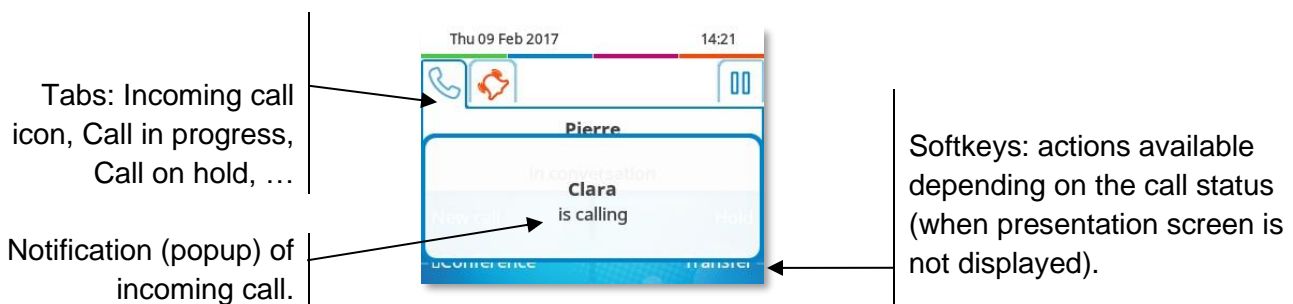 Thu 09 Feb 2017 14:21
Tabs: Incoming call
icon, Call in progress,
Call on hold, …
Pierre
in conversation
Clara
is calling
New call Hold
Conference Transfer
Notification (popup) of
incoming call.
Softkeys: actions available
depending on the call status
(when presentation screen is
not displayed).